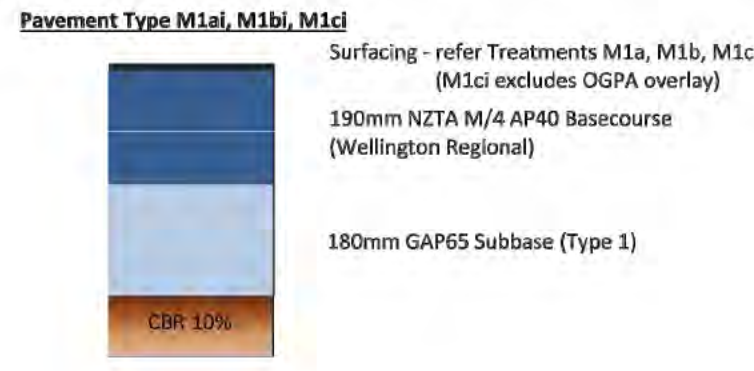 Pavement Type M1ai, M1bi, M1ci
Surfacing - refer Treatments M1a, M1b, M1c
(M1ci excludes OGPA overlay)
190mm NZTA M/4 AP40 Basecourse
(Wellington Regional)
180mm GAP65 Subbase (Type 1)
CBR 10%